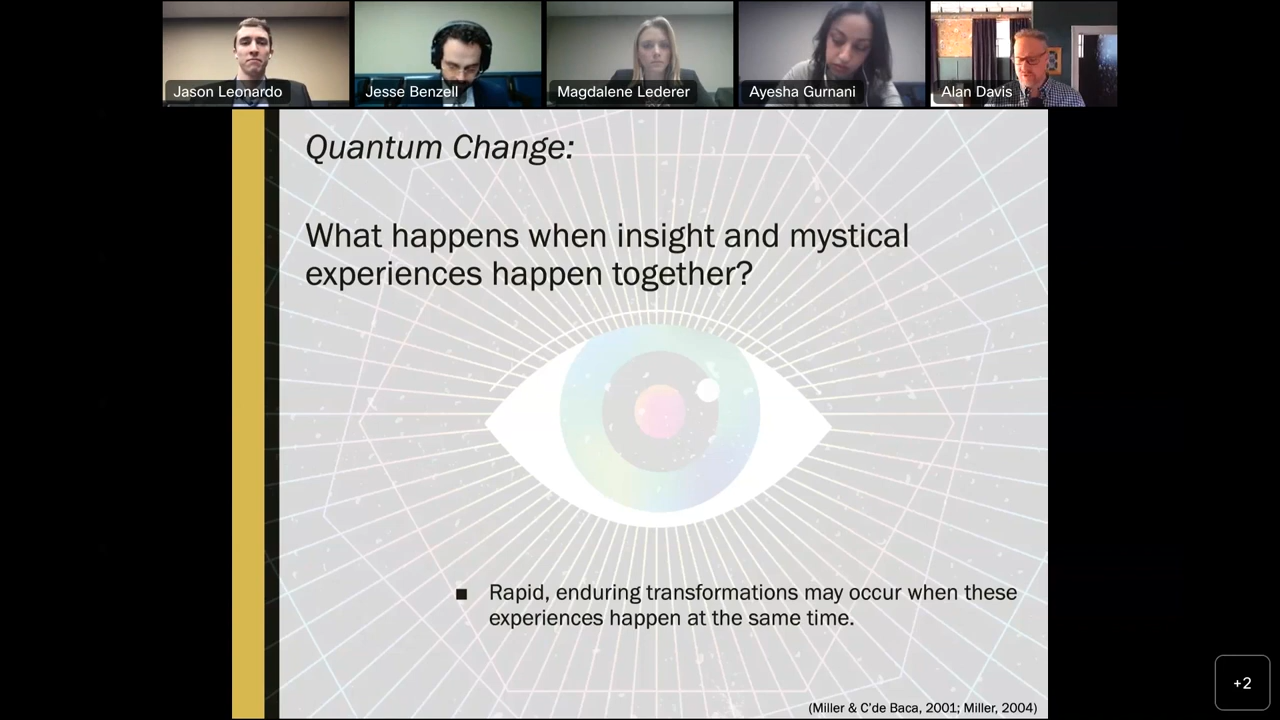 Jason Leonardo
Jesse Benzell
Magdalene Lederer
Ayesha Gurnani
Alan Davis
Quantum Change:
What happens when insight and mystical
experiences happen together?
■ Rapid, enduring transformations may occur when these
experiences happen at the same time.
(Miller & C'de Baca, 2001; Miller, 2004)
+2